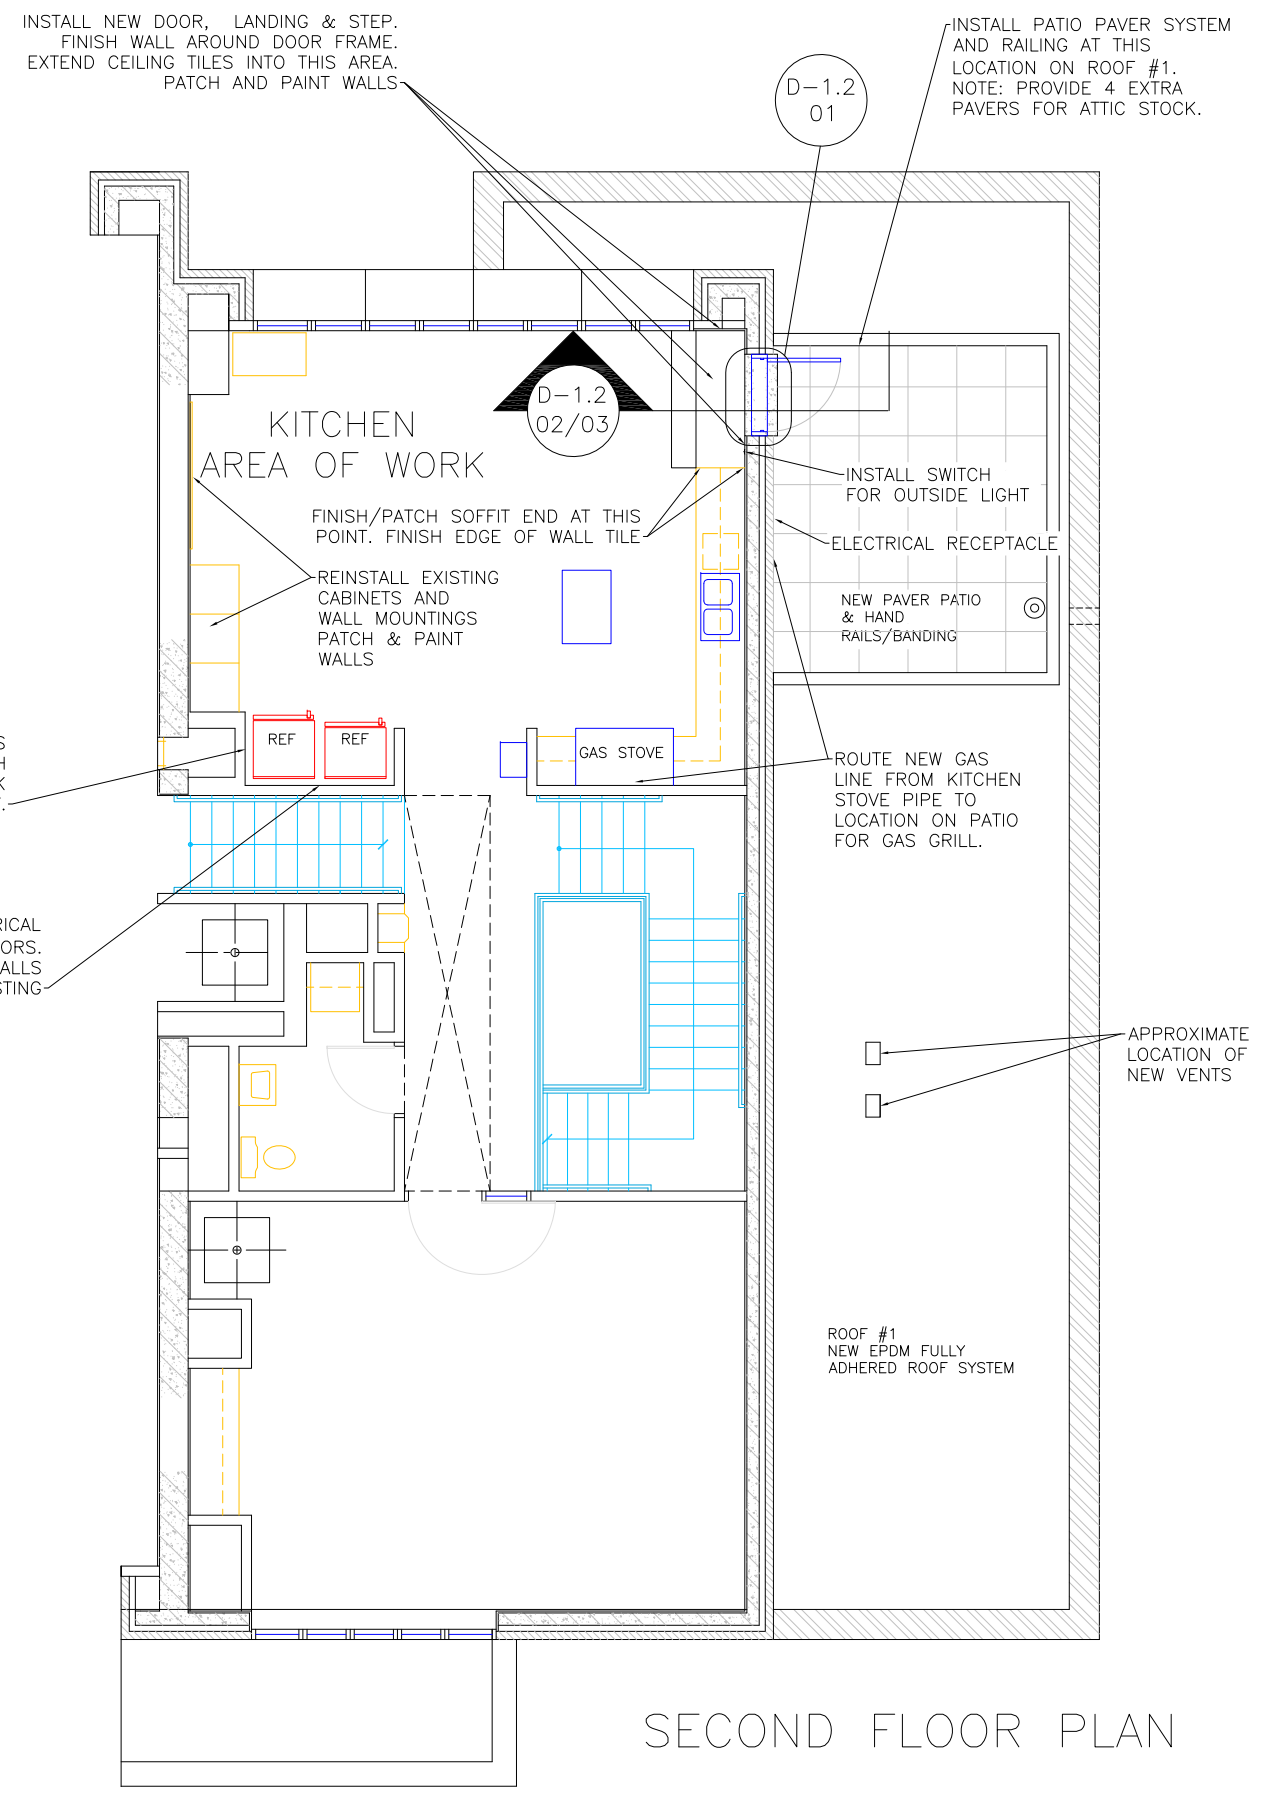 INSTALL NEW DOOR, LANDING & STEP.
FINISH WALL AROUND DOOR FRAME.
EXTEND CEILING TILES INTO THIS AREA.
PATCH AND PAINT WALLS
D-1.2
01
INSTALL PATIO PAVER SYSTEM
AND RAILING AT THIS
LOCATION ON ROOF #1.
NOTE: PROVIDE 4 EXTRA
PAVERS FOR ATTIC STOCK.
D-1.2
02/03
KITCHEN
AREA OF WORK
INSTALL SWITCH
FOR OUTSIDE LIGHT
FINISH/PATCH SOFFIT END AT THIS
POINT. FINISH EDGE OF WALL TILE
ELECTRICAL RECEPTACLE
REINSTALL EXISTING
CABINETS AND
WALL MOUNTINGS
PATCH & PAINT
WALLS
NEW PAVER PATIO
& HAND
RAILS/BANDING
REF
REF
GAS STOVE
S
H
K
.
ROUTE NEW GAS
LINE FROM KITCHEN
STOVE PIPE TO
LOCATION ON PATIO
FOR GAS GRILL.
RICAL
ORS.
ALLS
STING
APPROXIMATE
LOCATION OF
NEW VENTS
ROOF #1
NEW EPDM FULLY
ADHERED ROOF SYSTEM
SECOND FLOOR PLAN